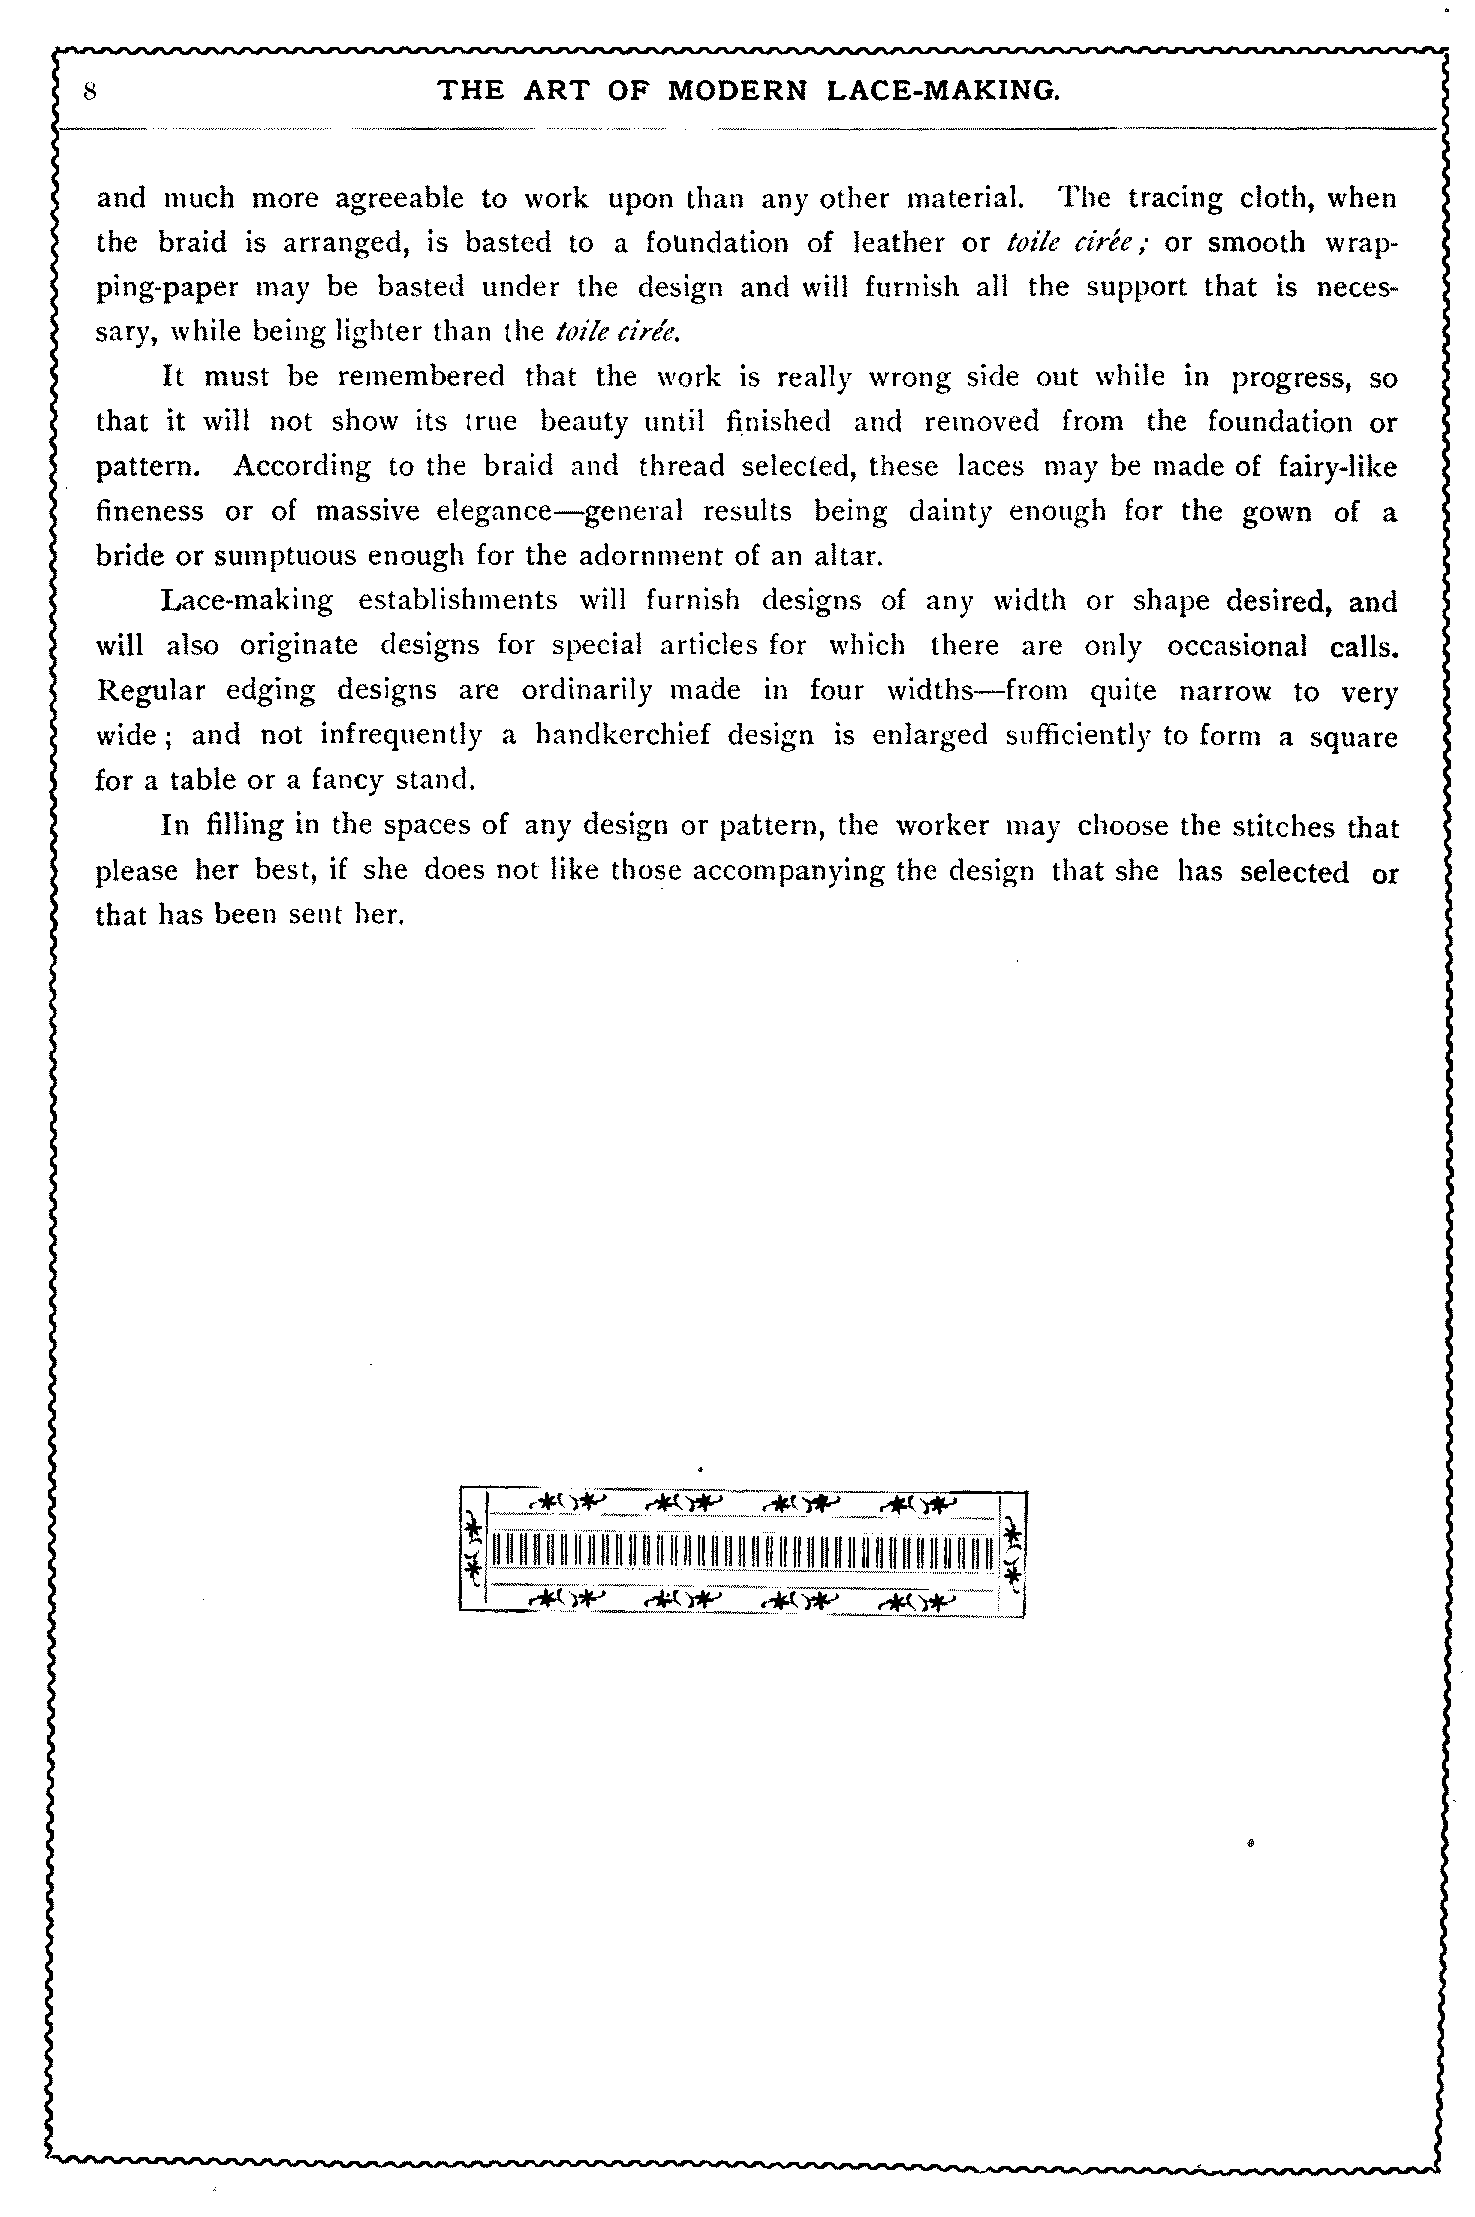 8 THE ART OF MODERN LACE-MAKING.
and much more agreeable to work upon than any other material. The tracing cloth, when
the braid is arranged, is basted to a foundation of leather or toile cirée; or smooth wrap-
ping-paper may be basted under the design and will furnish all the support that is neces-
sary, while being lighter than the toile cirée.
It must be remembered that the work is really wrong side out while in progress, so
that it will not show its true beauty until finished and removed from the foundation or
pattern. According to the braid and thread selected, these laces may be made of fairy-like
fineness or of massive elegance—general results being dainty enough for the gown of a
bride or sumptuous enough for the adornment of an altar.
Lace-making establishments will furnish designs of any width or shape desired, and
will also originate designs for special articles for which there are only occasional calls.
Regular edging designs are ordinarily made in four widths—from quite narrow to very
wide; and not infrequently a handkerchief design is enlarged sufficiently to form a square
for a table or a fancy stand.
In filling in the spaces of any design or pattern, the worker may choose the stitches that
please her best, if she does not like those accompanying the design that she has selected or
that has been sent her.